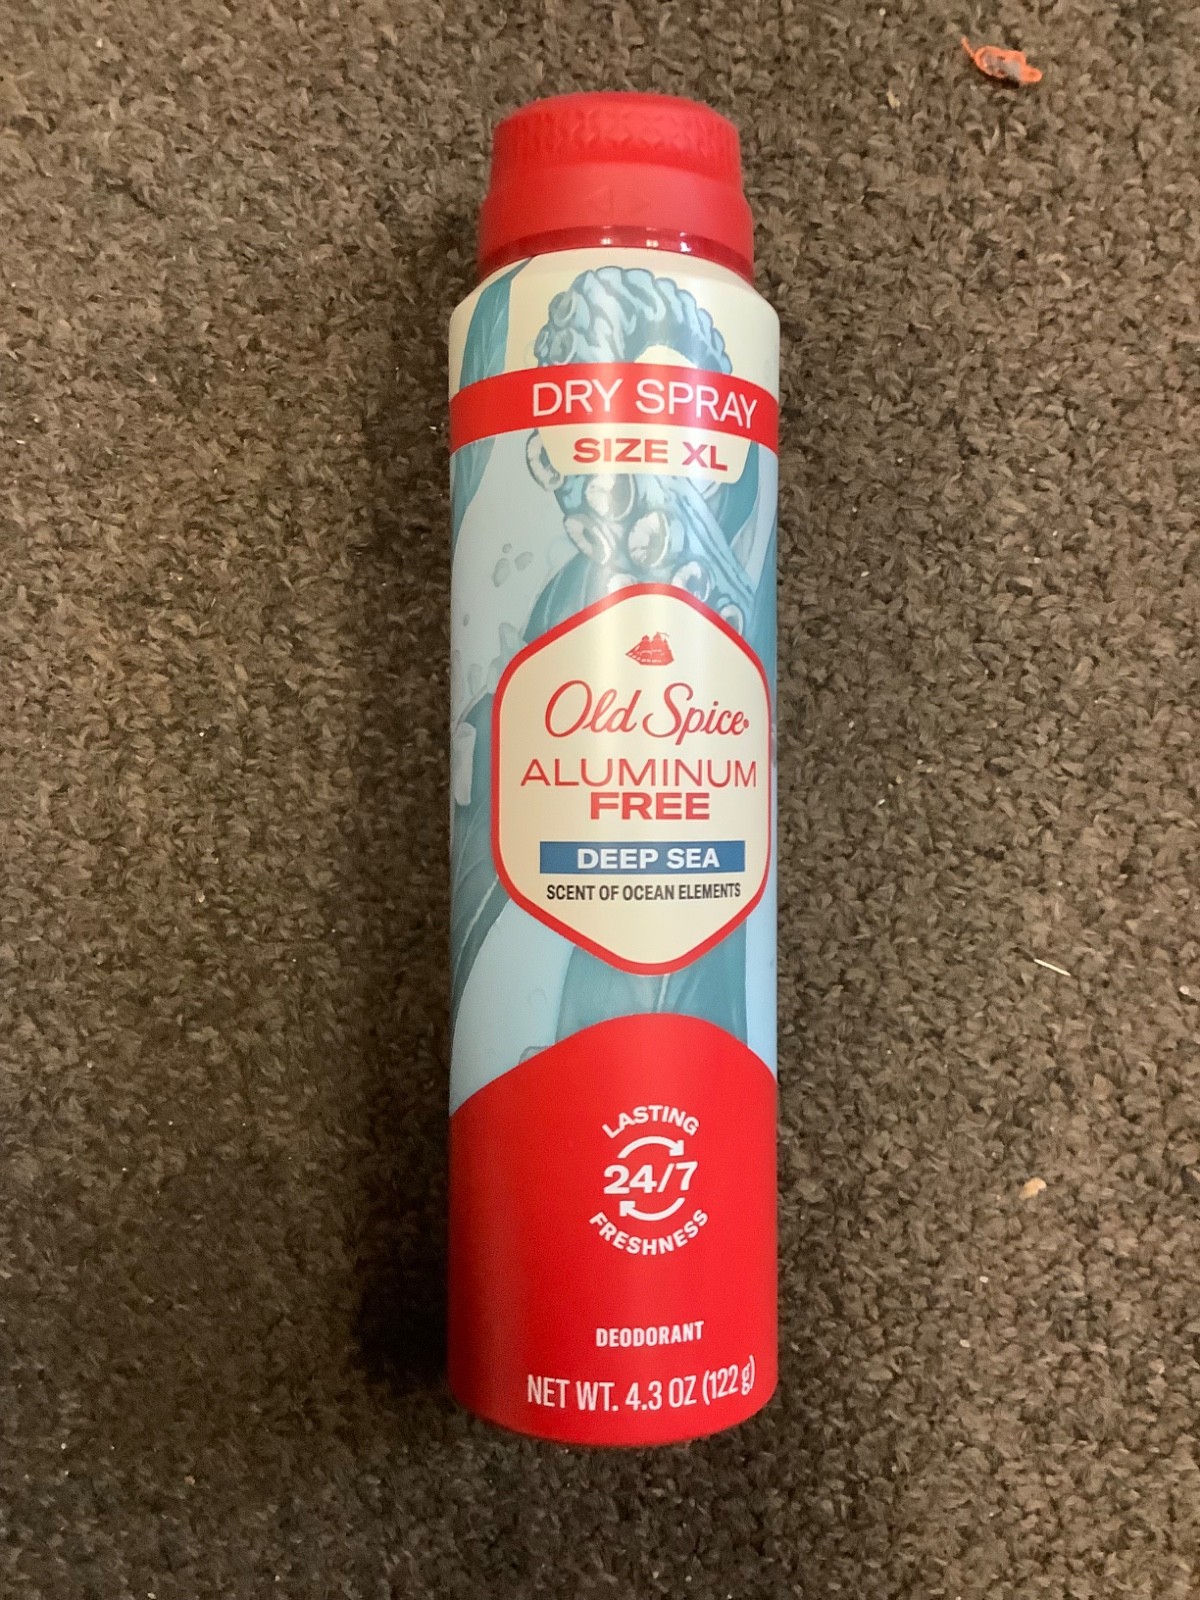 DRY SPRAY
SIZE XL
Old Spice
ALUMINUM
FREE
DEEP SEA
SCENT OF OCEAN ELEMENTS
LASTING
24/7
FRESHNESS
DEODORANT
NET WT. 4.3 OZ (122 g)